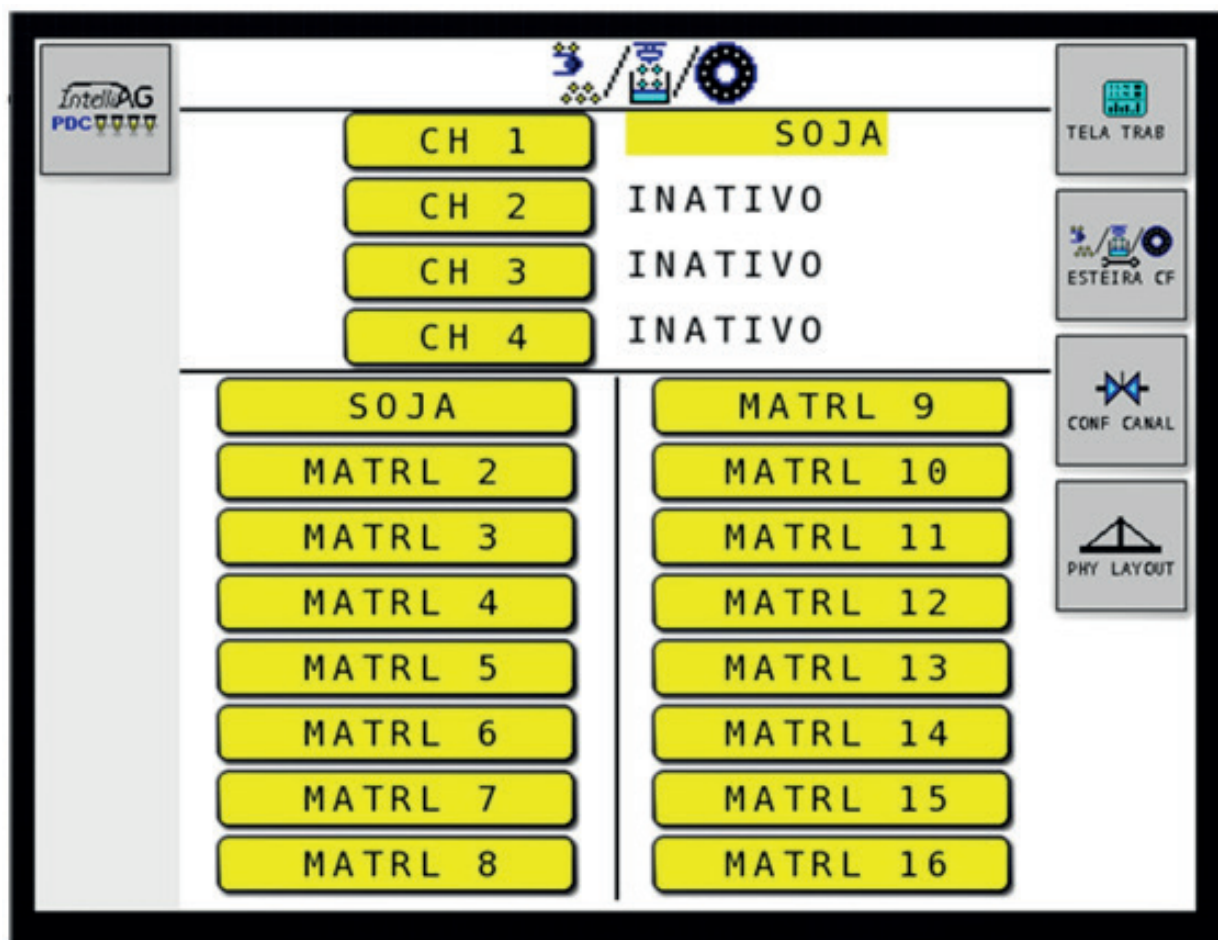 IntelliAG
PDC
TELA TRAB
ESTEIRA CF
CONF CANAL
PHY LAYOUT
CH 1 SOJA
CH 2 INATIVO
CH 3 INATIVO
CH 4 INATIVO
SOJA
MATRL 2
MATRL 3
MATRL 4
MATRL 5
MATRL 6
MATRL 7
MATRL 8
MATRL 9
MATRL 10
MATRL 11
MATRL 12
MATRL 13
MATRL 14
MATRL 15
MATRL 16